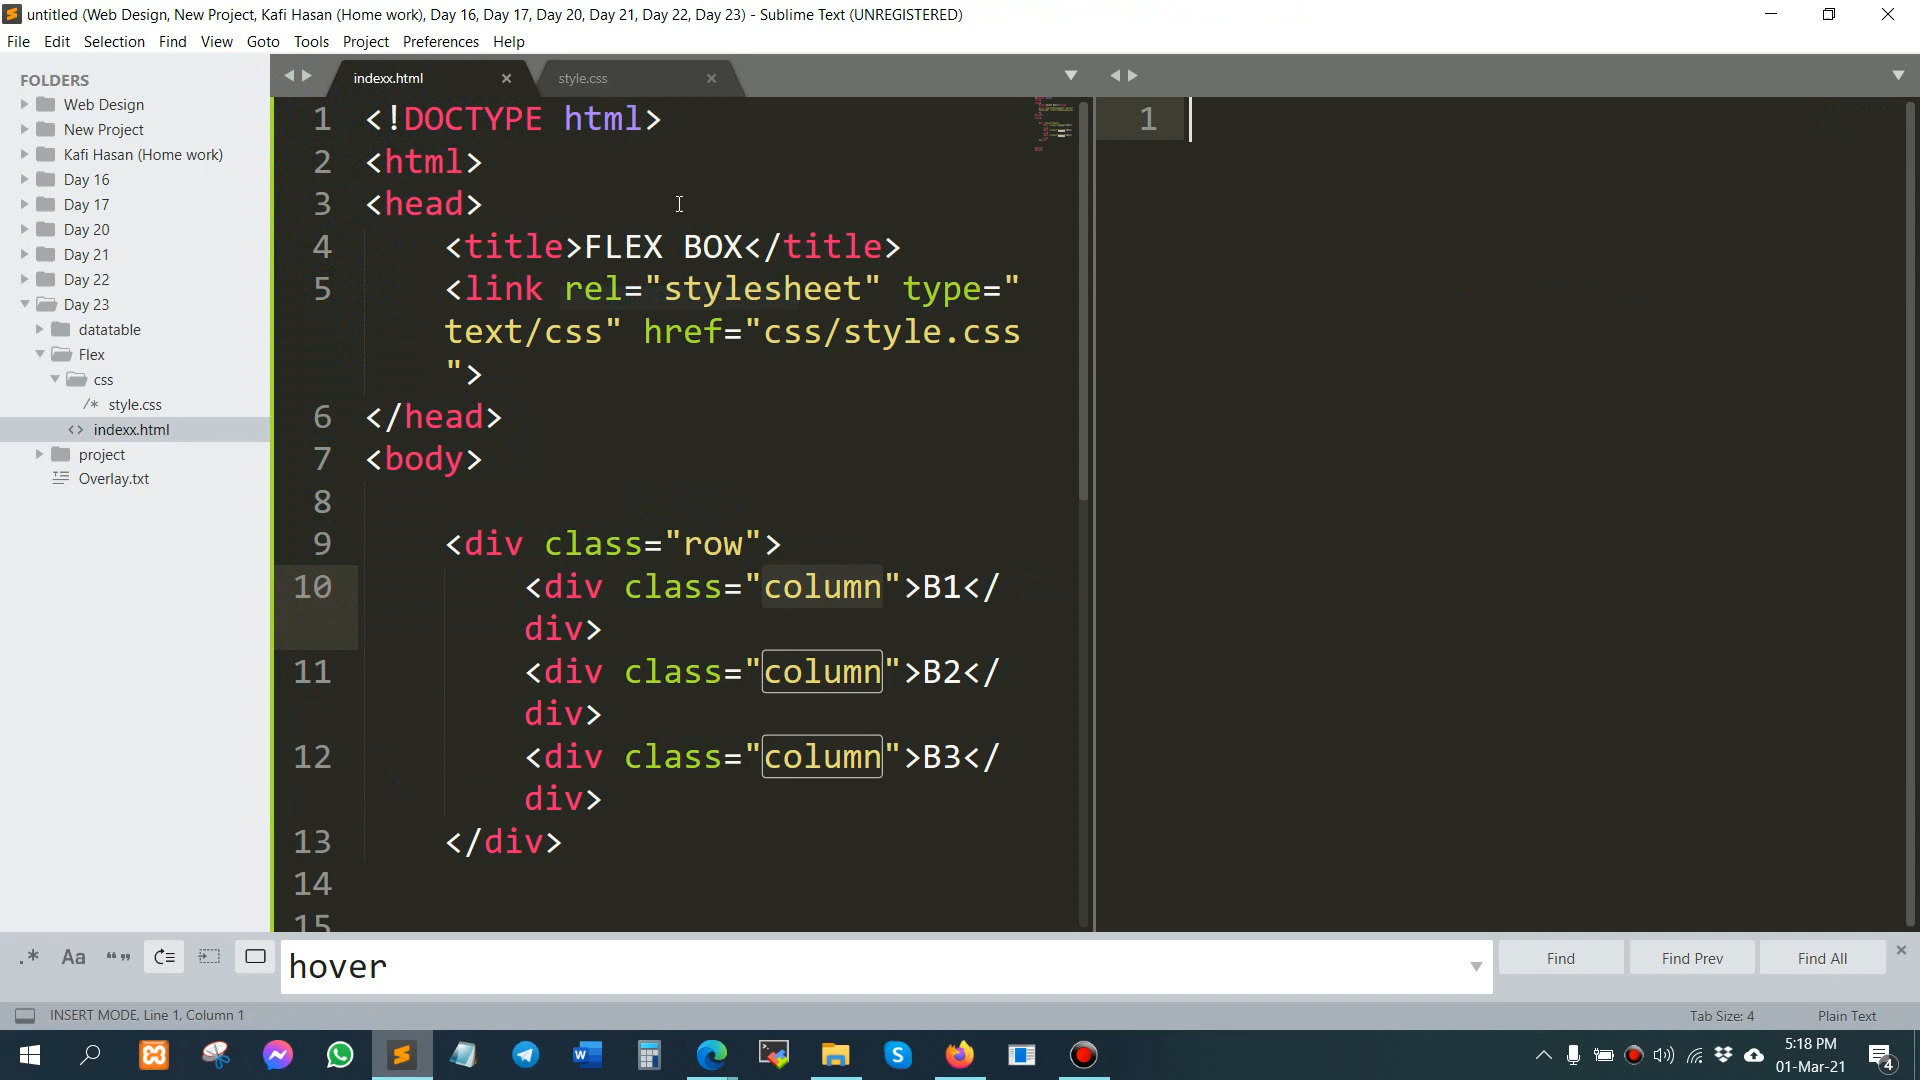 untitled (Web Design, New Project, Kafi Hasan (Home work), Day 16, Day 17, Day 20, Day 21, Day 22, Day 23) - Sublime Text (UNREGISTERED)
File Edit Selection Find View Goto Tools Project Preferences Help
FOLDERS
Web Design
New Project
Kafi Hasan (Home work)
Day 16
Day 17
Day 20
Day 21
Day 22
Day 23
datatable
Flex
css
/* style.css
<> indexx.html
project
Overlay.txt
indexx.html
style.css
1 <!DOCTYPE html>
2 <html>
3 <head>
4 <title>FLEX BOX</title>
5 <link rel="stylesheet" type="
text/css" href="css/style.css
">
6 </head>
7 <body>
8
9 <div class="row">
10 <div class="column">B1</
div>
11 <div class="column">B2</
div>
12 <div class="column">B3</
div>
13 </div>
14
15
1
.* Aa “” hover Find Find Prev Find All
INSERT MODE, Line 1, Column 1 Tab Size: 4 Plain Text
5:18 PM
01-Mar-21
4